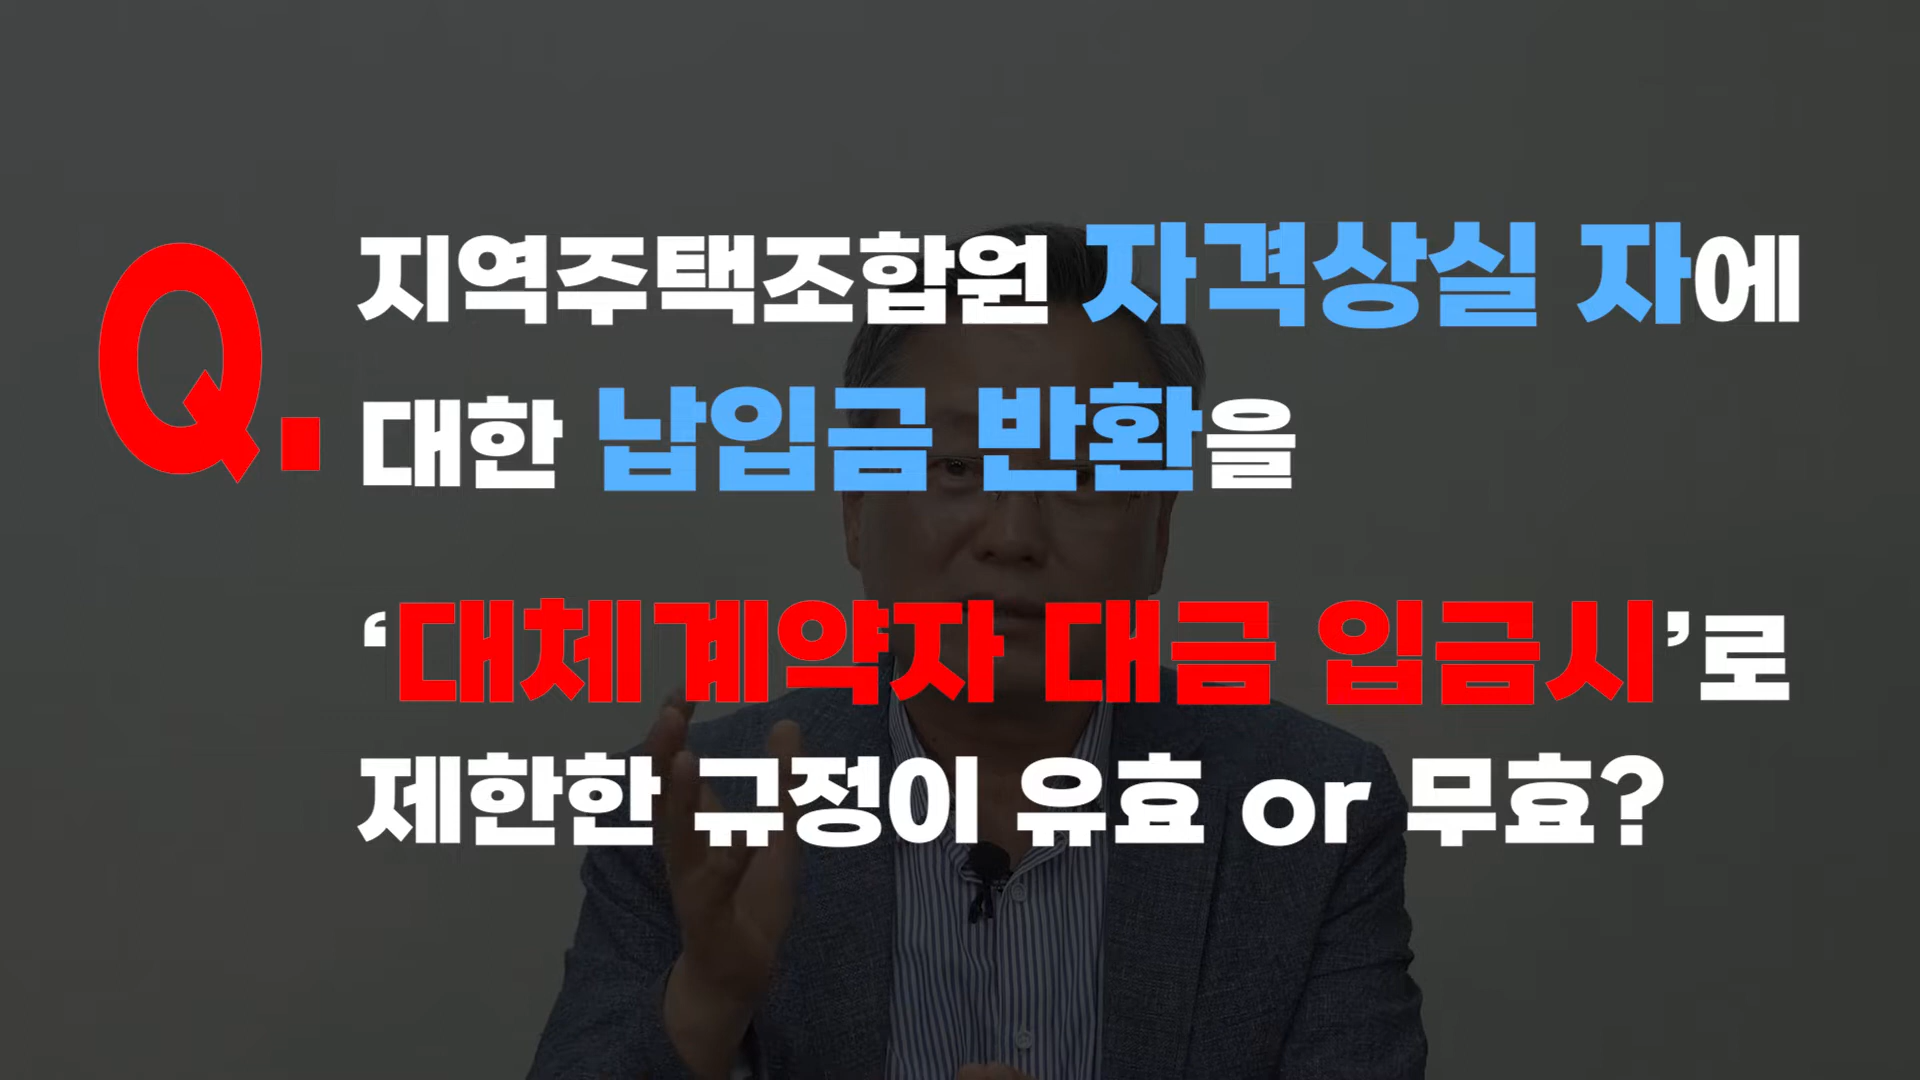 Q. 지역주택조합원 자격상실 자에
대한 납입금 반환을
‘대체계약자 대금 입금시’로
제한한 규정이 유효 or 무효?